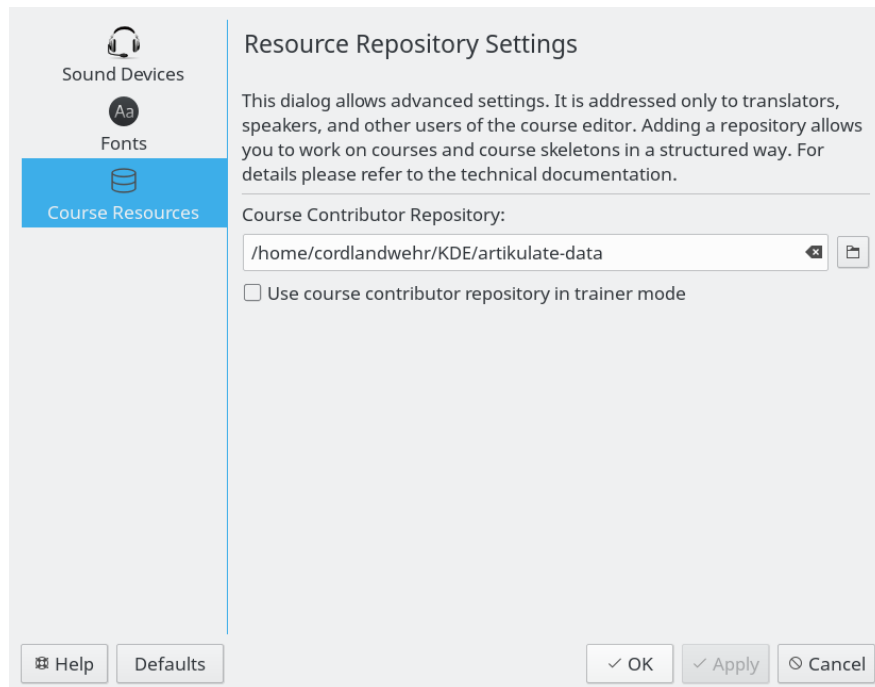 Sound Devices
Aa
Fonts
Course Resources
Resource Repository Settings
This dialog allows advanced settings. It is addressed only to translators,
speakers, and other users of the course editor. Adding a repository allows
you to work on courses and course skeletons in a structured way. For
details please refer to the technical documentation.
Course Contributor Repository:
/home/cordlandwehr/KDE/artikulate-data
Use course contributor repository in trainer mode
Help Defaults OK Apply Cancel